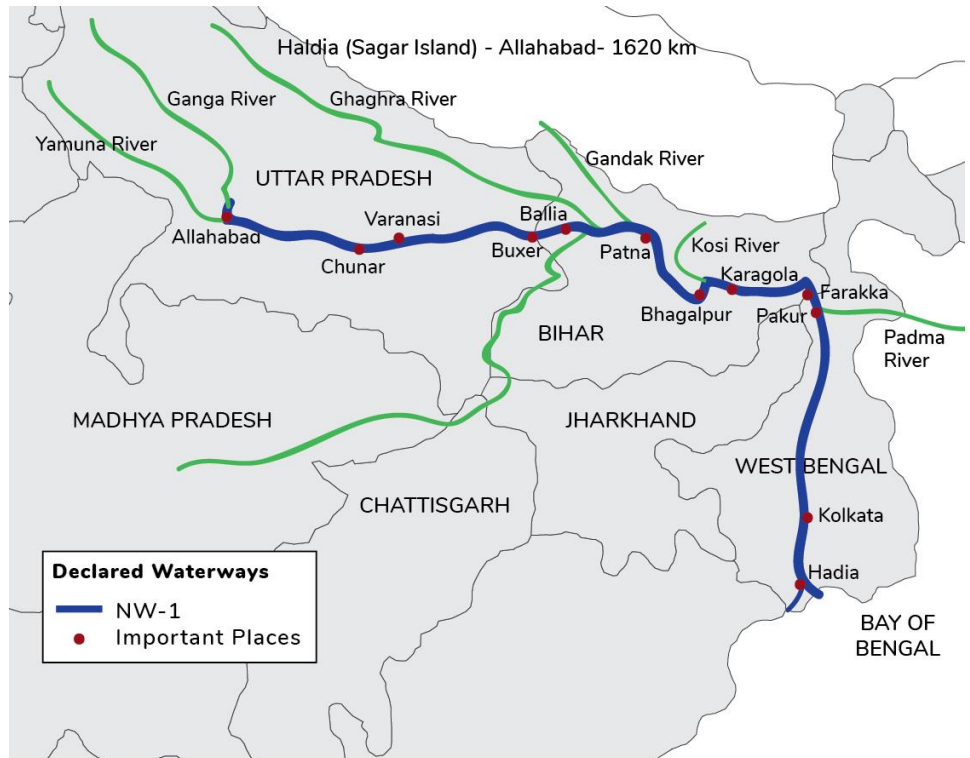 Haldia (Sagar Island) - Allahabad- 1620 km
Ganga River
Ghaghra River
Yamuna River
Gandak River
UTTAR PRADESH
Allahabad
Varanasi
Chunar
Ballia
Buxer
Patna
Kosi River
Karagola
Bhagalpur
Farakka
Pakur
Padma
River
BIHAR
MADHYA PRADESH
JHARKHAND
WEST BENGAL
CHATTISGARH
Kolkata
Hadia
BAY OF
BENGAL
Declared Waterways
NW-1
Important Places